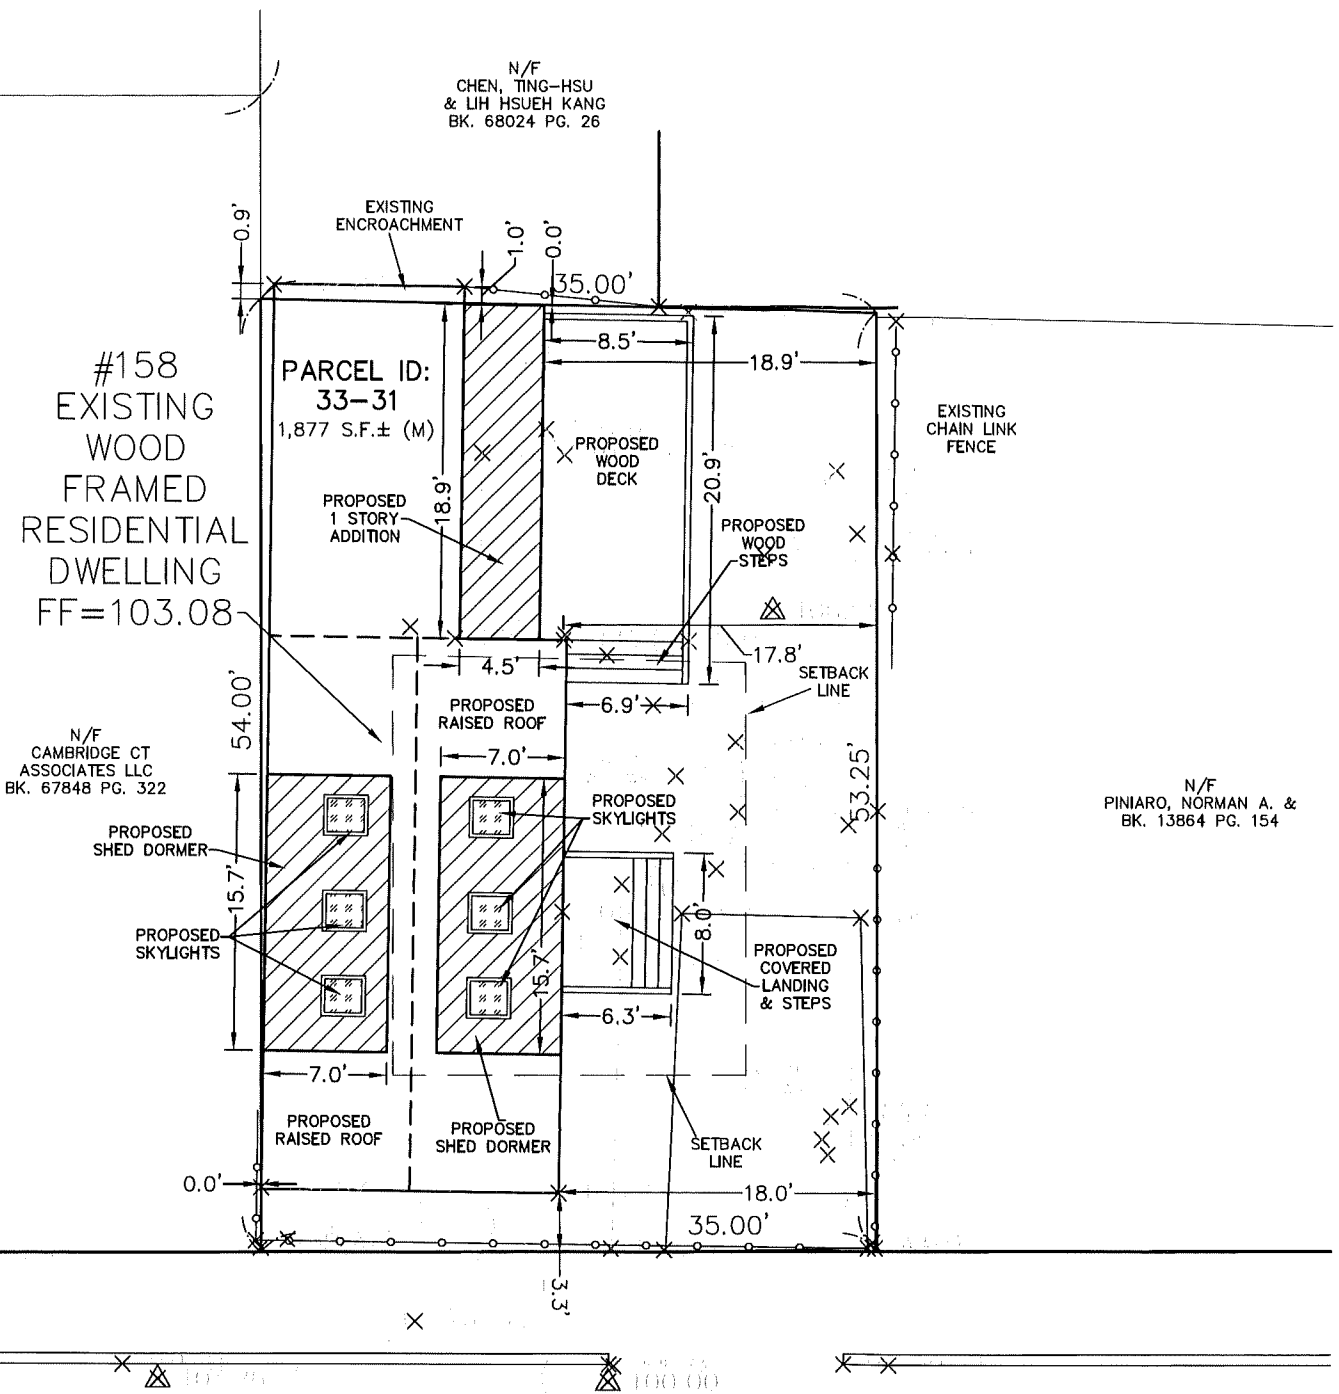 N/F
CHEN, TING-HSU
& LIH HSUEH KANG
BK. 68024 PG. 26
EXISTING
ENCROACHMENT
0.9'
1.0'
0.0'
35.00'
8.5'
18.9'
#158
EXISTING
WOOD
FRAMED
RESIDENTIAL
DWELLING
FF=103.08
PARCEL ID:
33-31
1,877 S.F.± (M)
EXISTING
CHAIN LINK
FENCE
PROPOSED
WOOD
DECK
PROPOSED
1 STORY
ADDITION
18.9'
20.9'
PROPOSED
WOOD
STEPS
17.8'
4.5'
SETBACK
LINE
6.9'
PROPOSED
RAISED ROOF
54.00'
7.0'
N/F
CAMBRIDGE CT
ASSOCIATES LLC
BK. 67848 PG. 322
53.25'
N/F
PINIARO, NORMAN A. &
BK. 13864 PG. 154
PROPOSED
SKYLIGHTS
PROPOSED
SHED DORMER
15.7'
PROPOSED
SKYLIGHTS
15.7'
8.0'
PROPOSED
COVERED
LANDING
& STEPS
6.3'
7.0'
PROPOSED
RAISED ROOF
PROPOSED
SHED DORMER
SETBACK
LINE
0.0'
18.0'
35.00'
3.3'
100.00